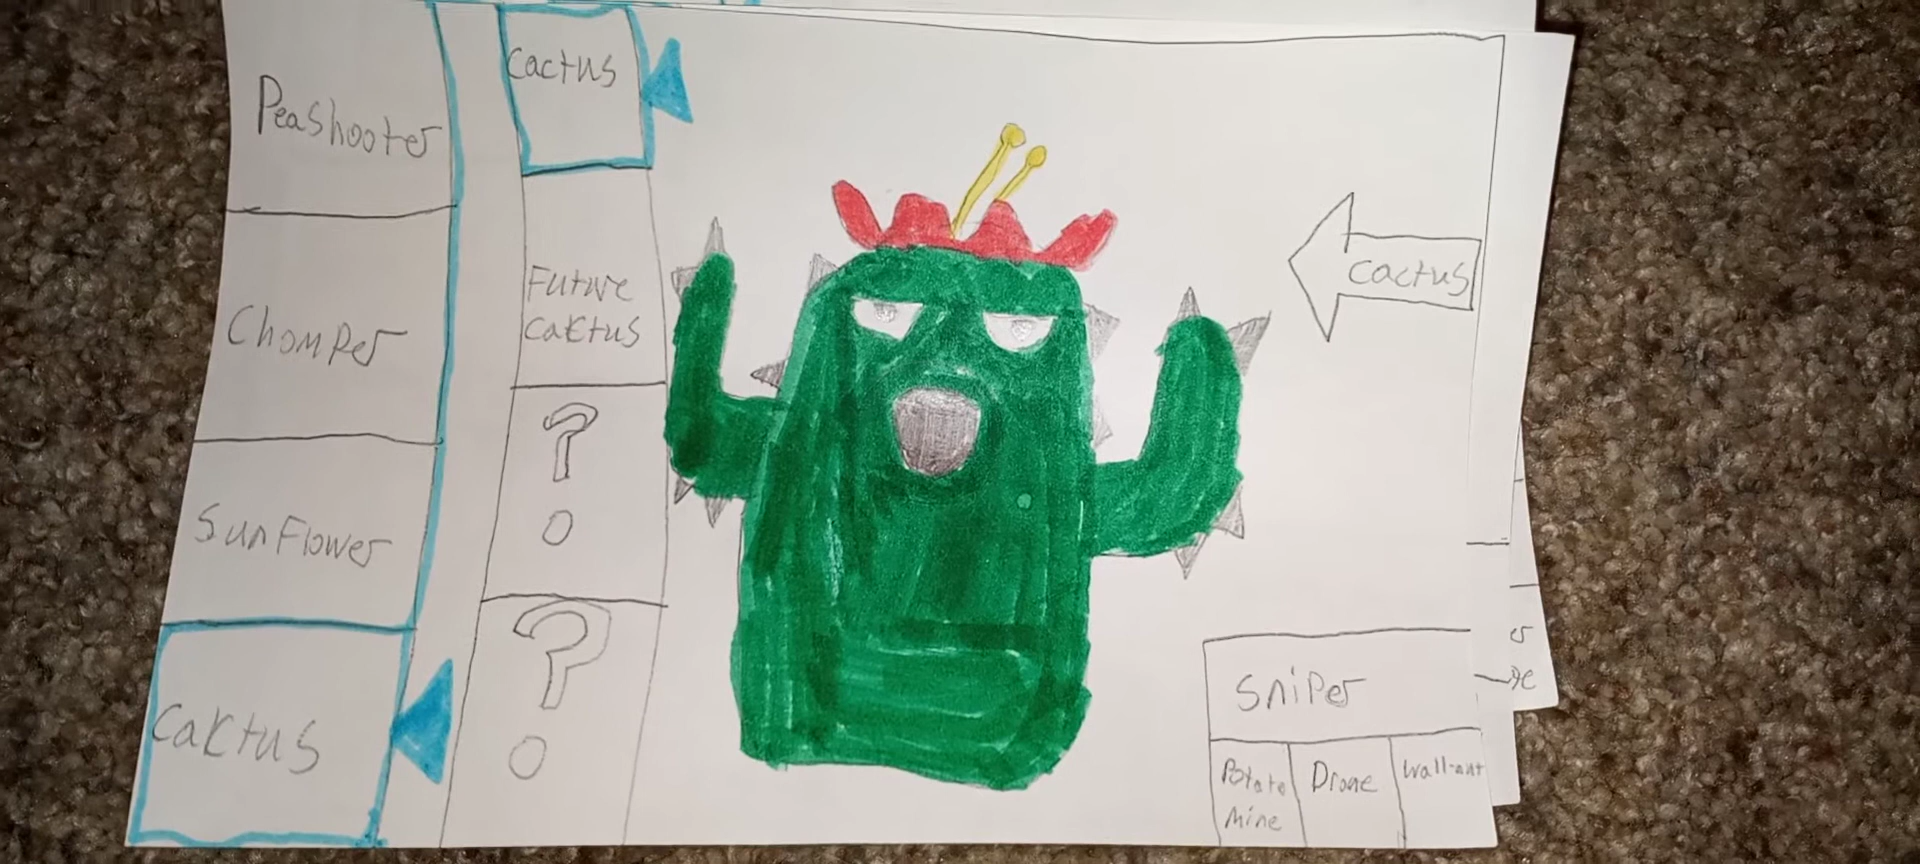 Peashooter
Chomper
Sunflower
Caktus
Cactus
Future
caktus
?
?
cactus
Sniper
Potato
mine
Drone
Wall-nut